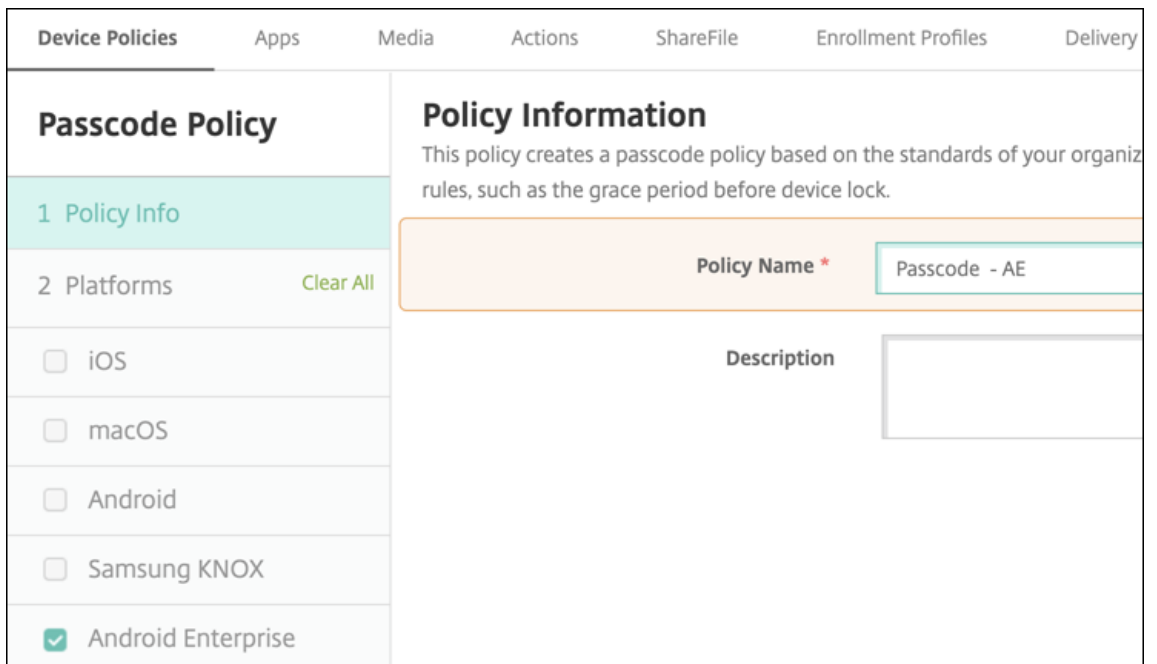 Device Policies Apps Media Actions ShareFile Enrollment Profiles Delivery
Passcode Policy
1 Policy Info
2 Platforms Clear All
iOS
macOS
Android
Samsung KNOX
Android Enterprise
Policy Information
This policy creates a passcode policy based on the standards of your organiz
rules, such as the grace period before device lock.
Policy Name * Passcode - AE
Description